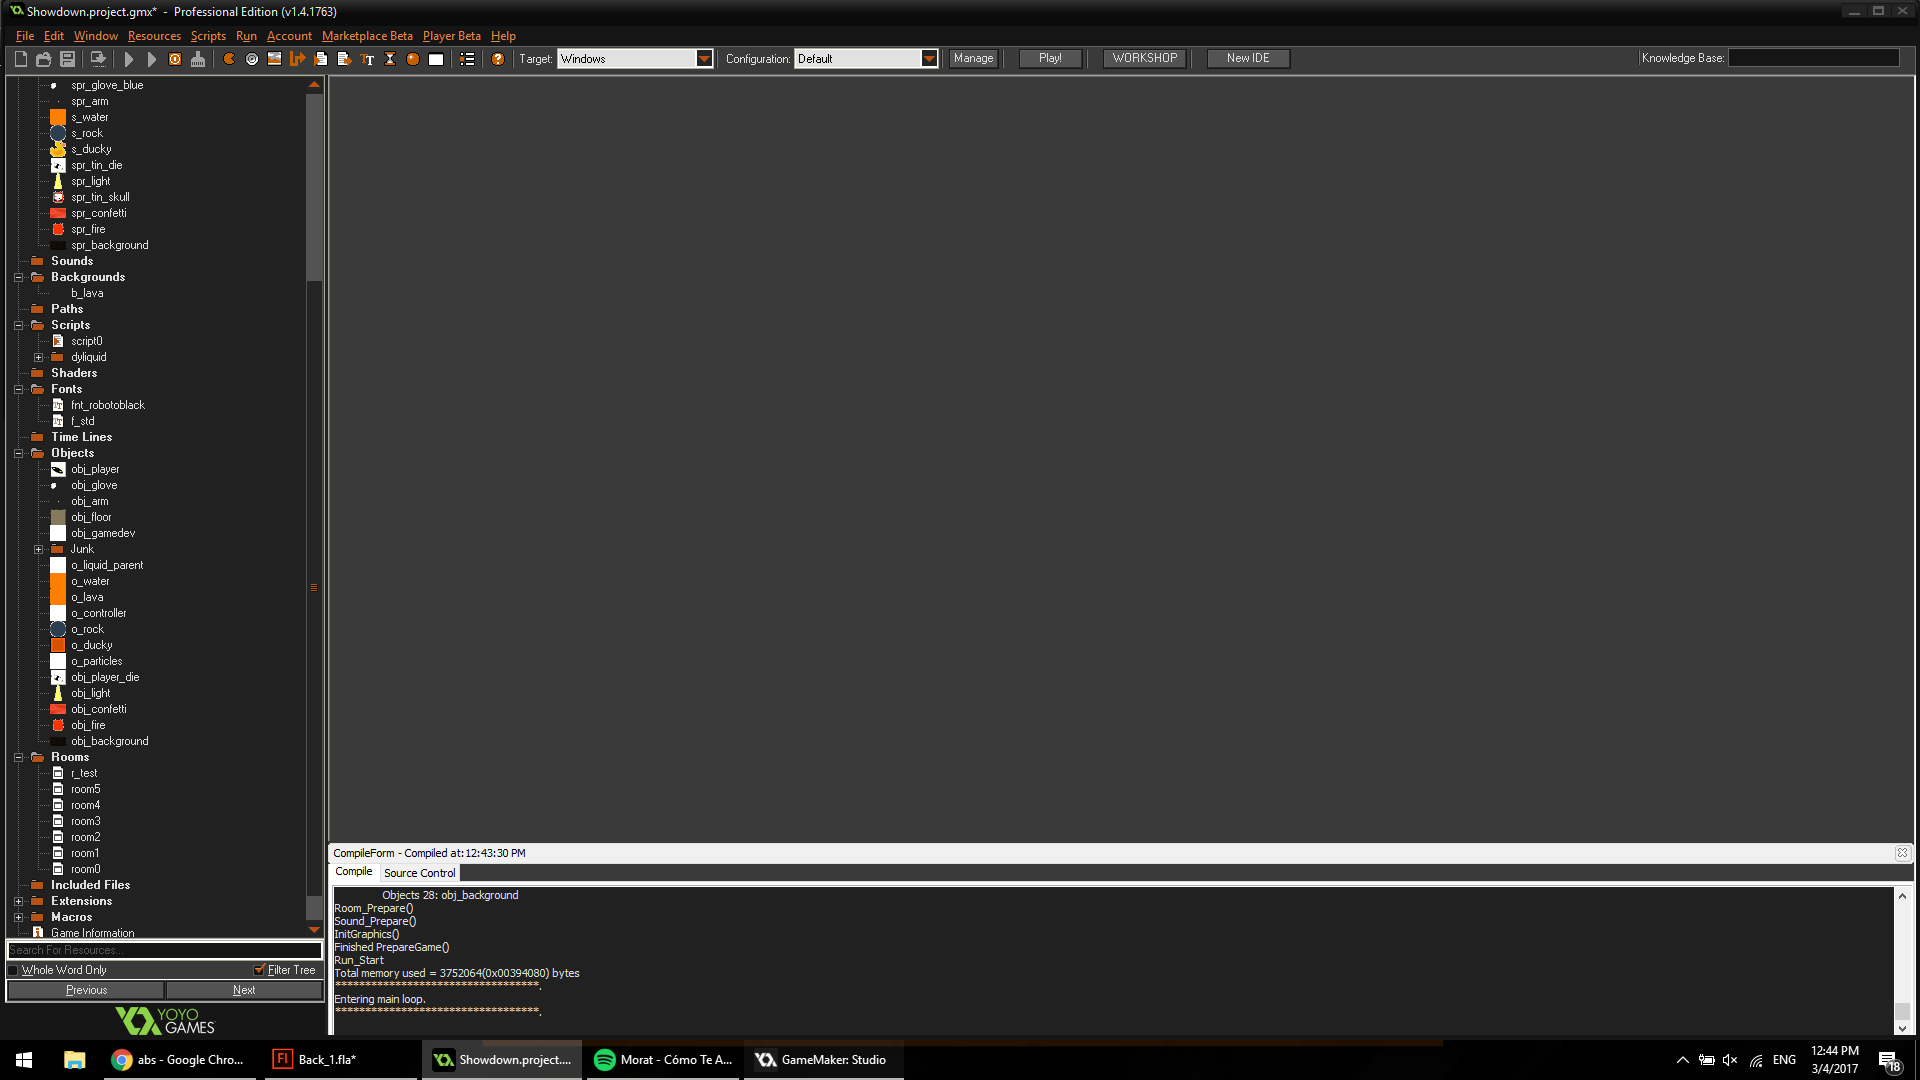 Showdown.project.gmx* - Professional Edition (v1.4.1763)
File Edit Window Resources Scripts Run Account Marketplace Beta Player Beta Help
Target: Windows Configuration: Default Manage Play! WORKSHOP New IDE Knowledge Base:
spr_glove_blue
spr_arm
s_water
s_rock
s_ducky
spr_tin_die
spr_light
spr_tin_skull
spr_confetti
spr_fire
spr_background
Sounds
Backgrounds
b_lava
Paths
Scripts
script0
dyliquid
Shaders
Fonts
fnt_robotoblack
f_std
Time Lines
Objects
obj_player
obj_glove
obj_arm
obj_floor
obj_gamedev
Junk
o_liquid_parent
o_water
o_lava
o_controller
o_rock
o_ducky
o_particles
obj_player_die
obj_light
obj_confetti
obj_fire
obj_background
Rooms
r_test
room5
room4
room3
room2
room1
room0
Included Files
Extensions
Macros
Game Information
Search For Resources...
Whole Word Only Filter Tree
Previous Next
YOYO
GAMES
CompileForm - Compiled at:12:43:30 PM
Compile Source Control
Objects 28: obj_background
Room_Prepare()
Sound_Prepare()
InitGraphics()
Finished PrepareGame()
Run_Start
Total memory used = 3752064(0x00394080) bytes
**********************************.
Entering main loop.
**********************************.
abs - Google Chro...
Back_1.fla*
Showdown.project....
Morat - Cómo Te A...
GameMaker: Studio
ENG
12:44 PM
3/4/2017
18